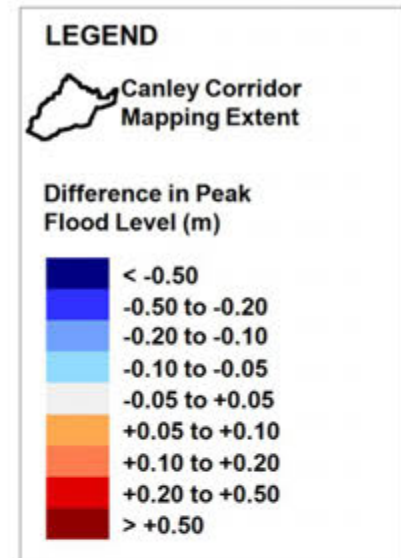 LEGEND
Canley Corridor
Mapping Extent
Difference in Peak
Flood Level (m)
< -0.50
-0.50 to -0.20
-0.20 to -0.10
-0.10 to -0.05
-0.05 to +0.05
+0.05 to +0.10
+0.10 to +0.20
+0.20 to +0.50
> +0.50